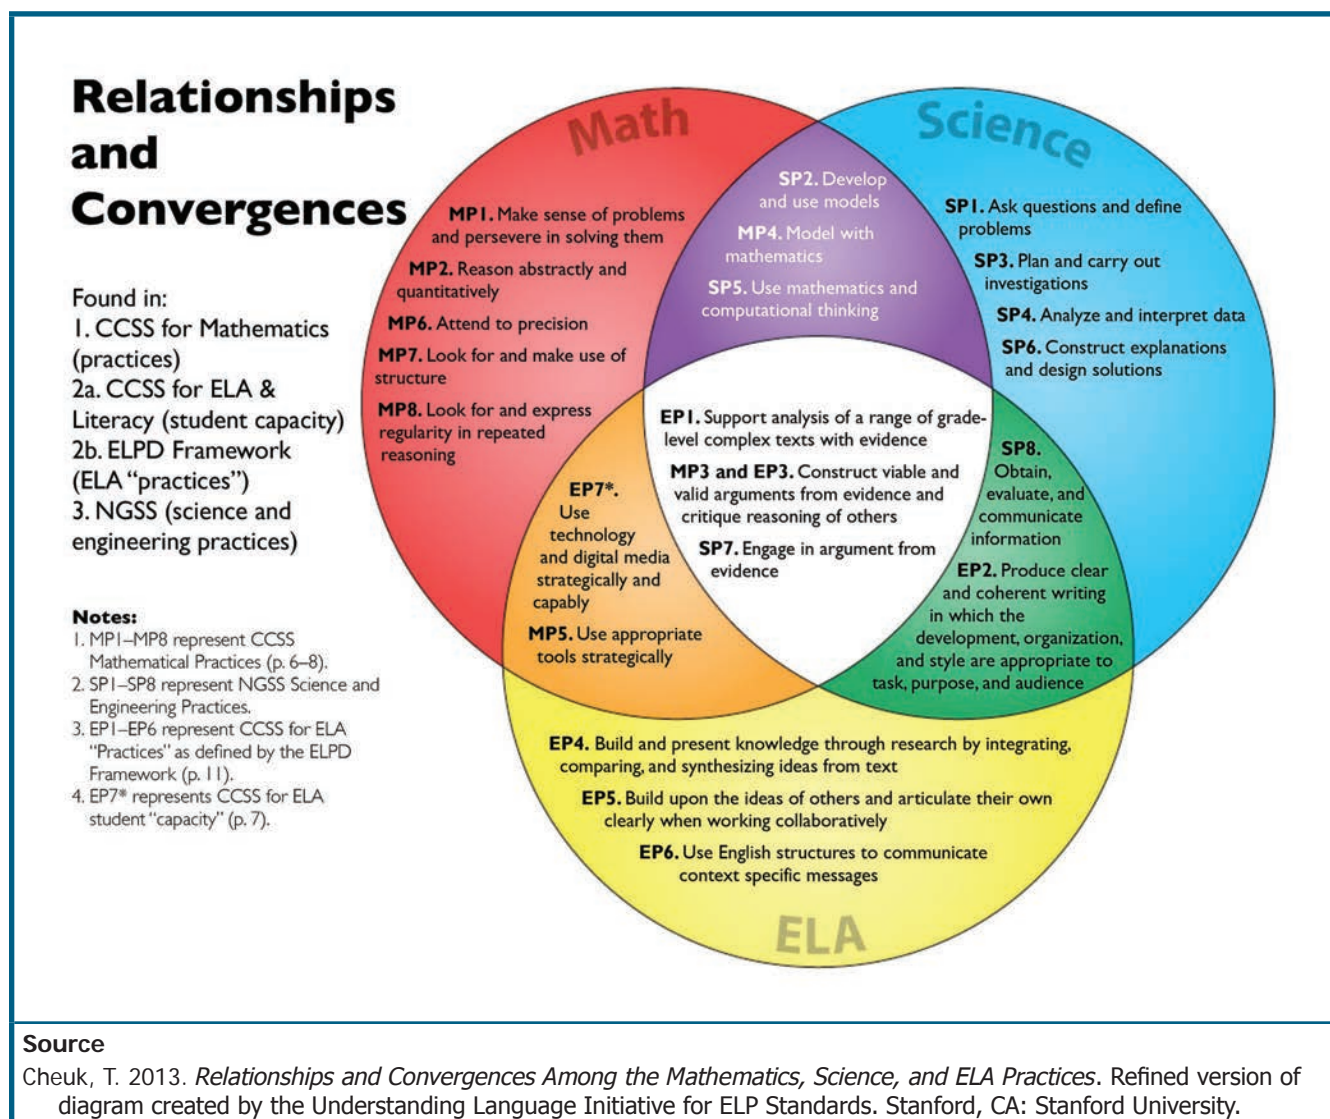 Relationships
and
Convergences
Found in:
1. CCSS for Mathematics
(practices)
2a. CCSS for ELA &
Literacy (student capacity)
2b. ELPD Framework
(ELA “practices”)
3. NGSS (science and
engineering practices)
Notes:
1. MP1–MP8 represent CCSS
Mathematical Practices (p. 6–8).
2. SP1–SP8 represent NGSS Science and
Engineering Practices.
3. EP1–EP6 represent CCSS for ELA
“Practices” as defined by the ELPD
Framework (p. 11).
4. EP7* represents CCSS for ELA
student “capacity” (p. 7).
Math
MP1. Make sense of problems
and persevere in solving them
MP2. Reason abstractly and
quantitatively
MP6. Attend to precision
MP7. Look for and make use of
structure
MP8. Look for and express
regularity in repeated
reasoning
SP2. Develop
and use models
MP4. Model with
mathematics
SP5. Use mathematics and
computational thinking
Science
SP1. Ask questions and define
problems
SP3. Plan and carry out
investigations
SP4. Analyze and interpret data
SP6. Construct explanations
and design solutions
EP1. Support analysis of a range of grade-
level complex texts with evidence
MP3 and EP3. Construct viable and
valid arguments from evidence and
critique reasoning of others
SP7. Engage in argument from
evidence
EP7*.
Use
technology
and digital media
strategically and
capably
MP5. Use appropriate
tools strategically
SP8.
Obtain,
evaluate, and
communicate
information
EP2. Produce clear
and coherent writing
in which the
development, organization,
and style are appropriate to
task, purpose, and audience
EP4. Build and present knowledge through research by integrating,
comparing, and synthesizing ideas from text
EP5. Build upon the ideas of others and articulate their own
clearly when working collaboratively
EP6. Use English structures to communicate
context specific messages
ELA
Source
Cheuk, T. 2013. Relationships and Convergences Among the Mathematics, Science, and ELA Practices. Refined version of
diagram created by the Understanding Language Initiative for ELP Standards. Stanford, CA: Stanford University.